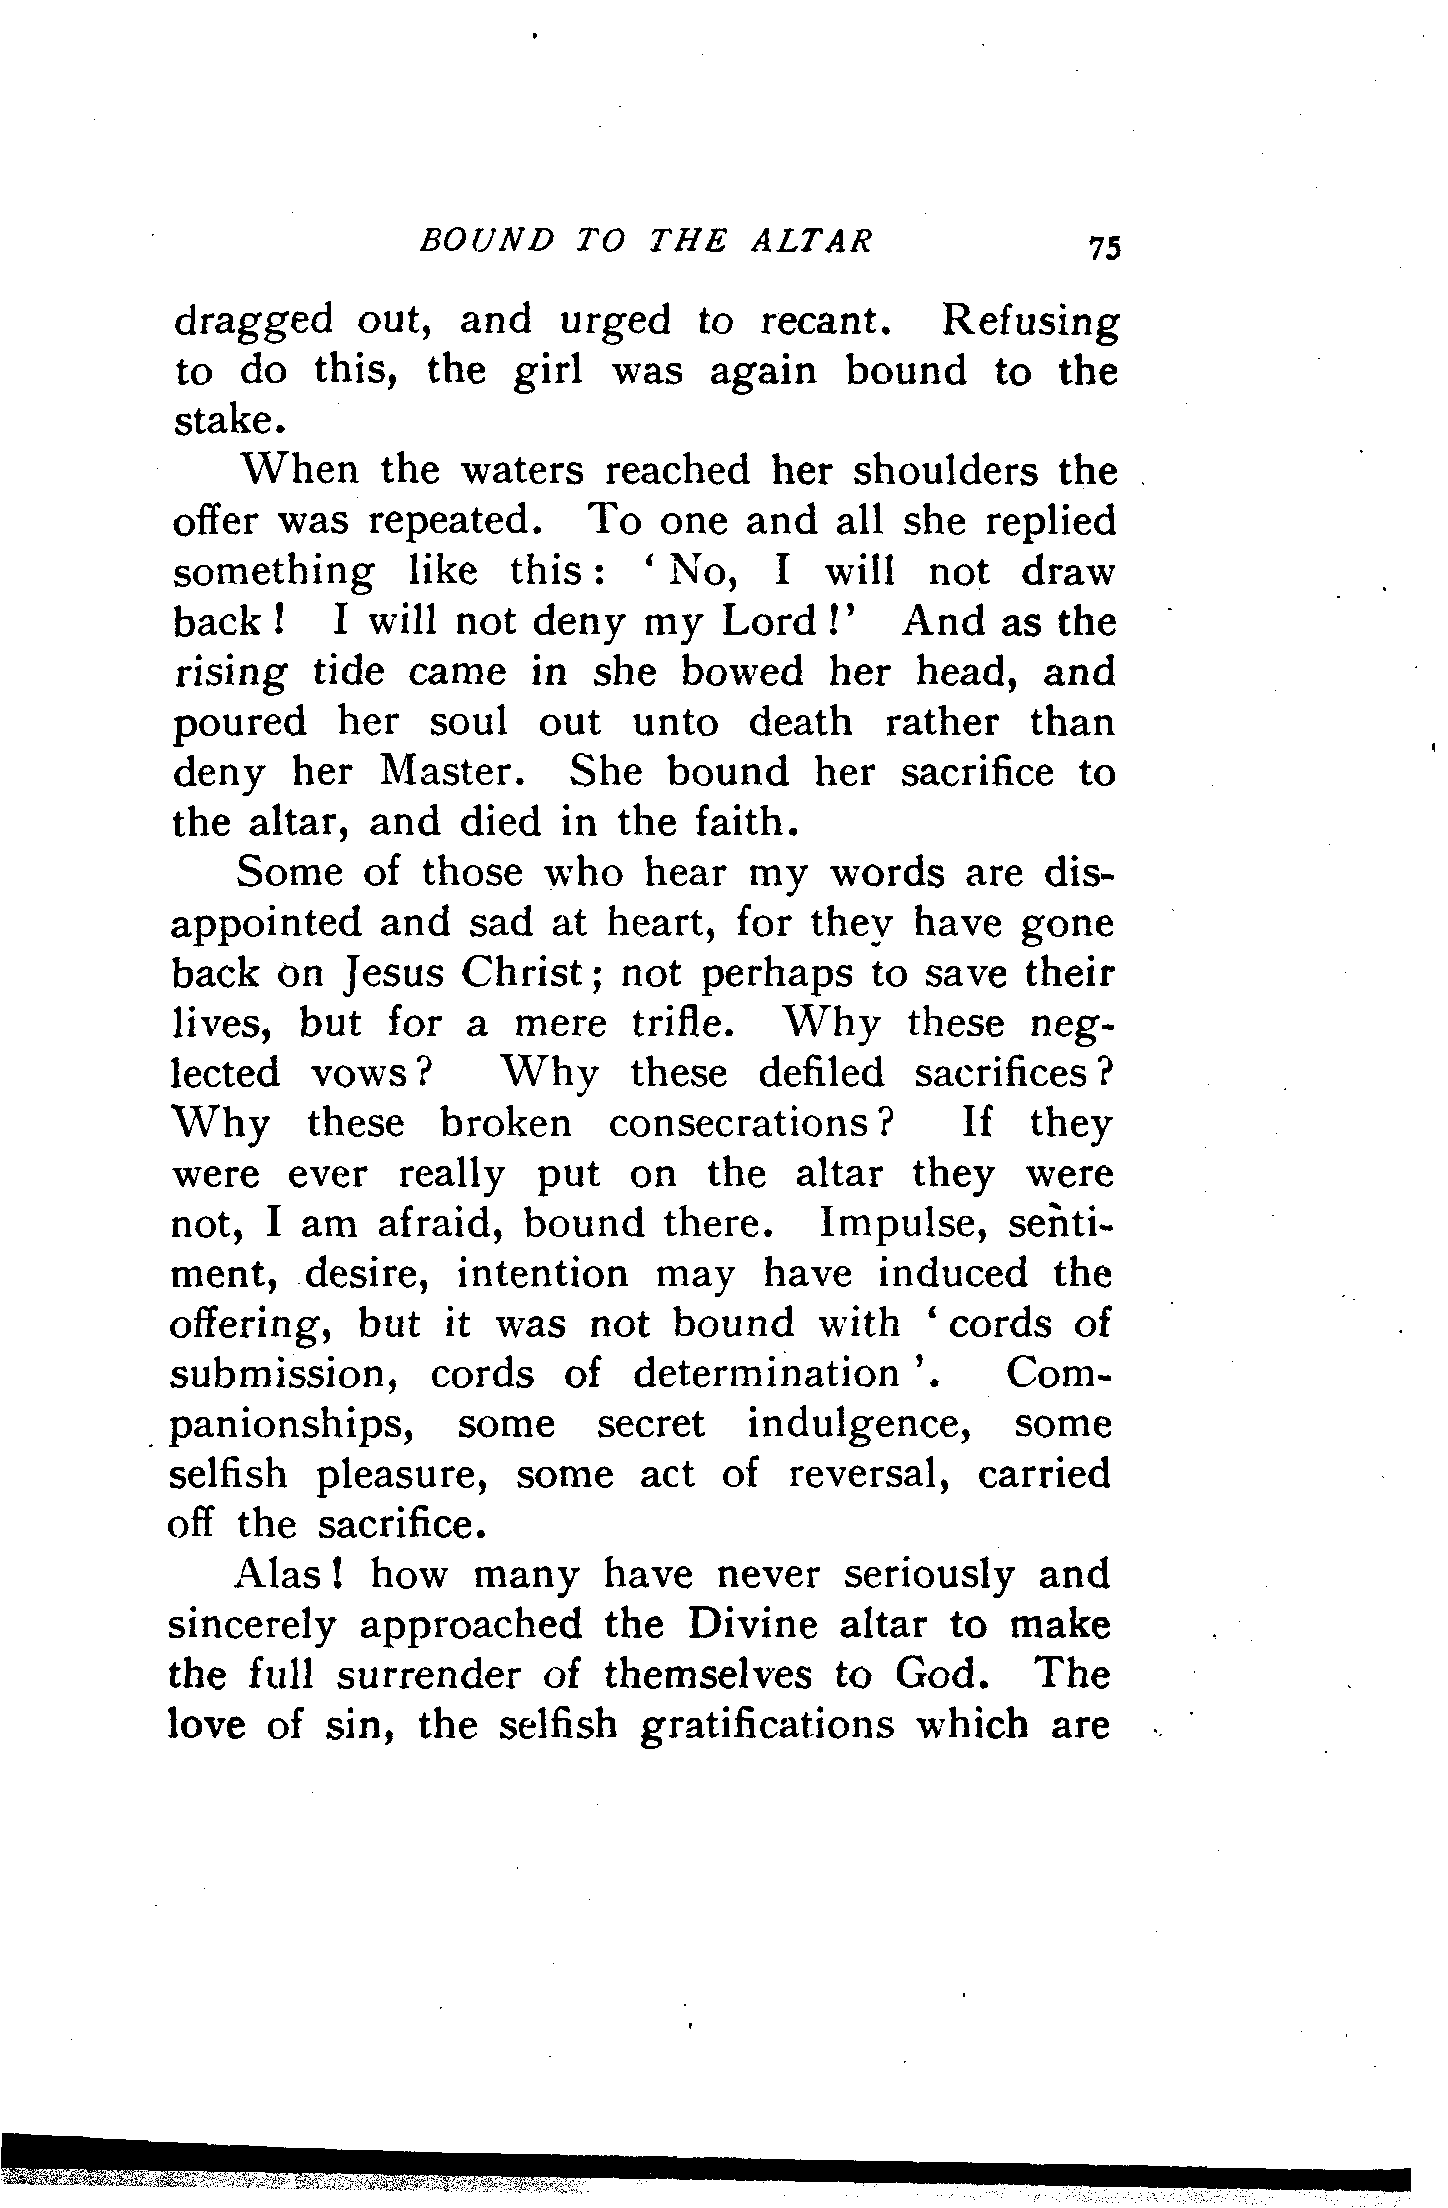 BOUND TO THE ALTAR 75
dragged out, and urged to recant. Refusing
to do this, the girl was again bound to the
stake.
When the waters reached her shoulders the
offer was repeated. To one and all she replied
something like this : ‘ No, I will not draw
back ! I will not deny my Lord !’ And as the
rising tide came in she bowed her head, and
poured her soul out unto death rather than
deny her Master. She bound her sacrifice to
the altar, and died in the faith.
Some of those who hear my words are dis-
appointed and sad at heart, for they have gone
back on Jesus Christ ; not perhaps to save their
lives, but for a mere trifle. Why these neg-
lected vows ? Why these defiled sacrifices ?
Why these broken consecrations ? If they
were ever really put on the altar they were
not, I am afraid, bound there. Impulse, senti-
ment, desire, intention may have induced the
offering, but it was not bound with ‘ cords of
submission, cords of determination ’. Com-
panionships, some secret indulgence, some
selfish pleasure, some act of reversal, carried
off the sacrifice.
Alas ! how many have never seriously and
sincerely approached the Divine altar to make
the full surrender of themselves to God. The
love of sin, the selfish gratifications which are